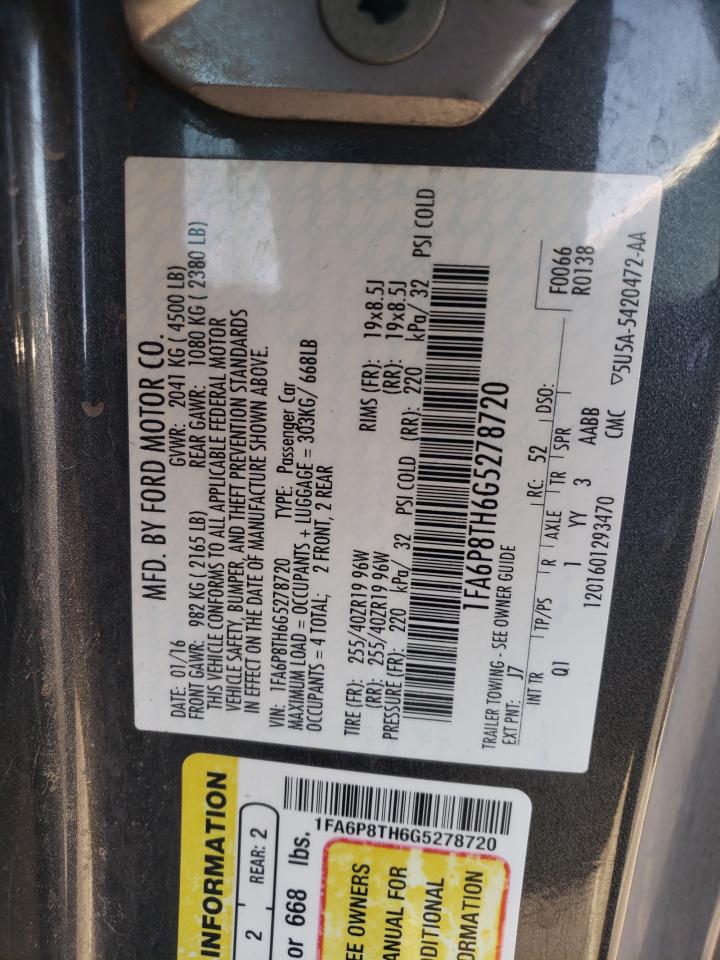 MFD. BY FORD MOTOR CO.
DATE: 01/16 GVWR: 2041 KG ( 4500 LB)
FRONT GAWR: 982 KG ( 2165 LB) REAR GAWR: 1080 KG ( 2380 LB)
THIS VEHICLE CONFORMS TO ALL APPLICABLE FEDERAL MOTOR
VEHICLE SAFETY, BUMPER, AND THEFT PREVENTION STANDARDS
IN EFFECT ON THE DATE OF MANUFACTURE SHOWN ABOVE.
VIN: 1FA6P8TH6G5278720 TYPE: Passenger Car
MAXIMUM LOAD = OCCUPANTS + LUGGAGE = 303KG/ 668LB
OCCUPANTS = 4 TOTAL; 2 FRONT, 2 REAR
TIRE (FR): 255/40ZR19 96W RIMS (FR): 19x8.5J
(RR): 255/40ZR19 96W (RR): 19x8.5J
PRESSURE (FR): 220 kPa/ 32 PSI COLD (RR): 220 kPa/ 32 PSI COLD
1FA6P8TH6G5278720
TRAILER TOWING - SEE OWNER GUIDE
EXT PNT: J7 RC: 52 DSO: F0066
R0138
INT TR TP/PS R AXLE TR SPR
Q1 1 YY 3 AABB
1201601293470 CMC ▽5U5A-5420472-AA
INFORMATION
2 REAR: 2
or 668 lbs.
1FA6P8TH6G5278720
EE OWNERS
ANUAL FOR
DITIONAL
ORMATION